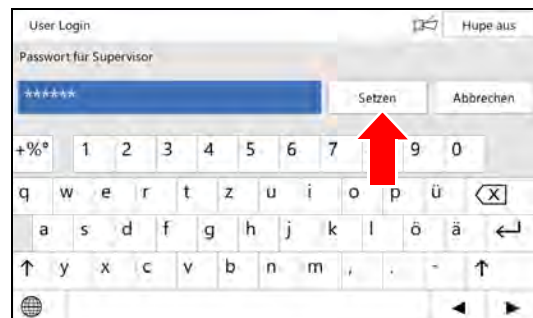 User Login Hupe aus
Passwort für Supervisor
****** Setzen Abbrechen
+%° 1 2 3 4 5 6 7 9 0
q w e r t z u i o p ü
a s d f g h j k l ö ä
y x c v b n m , . -